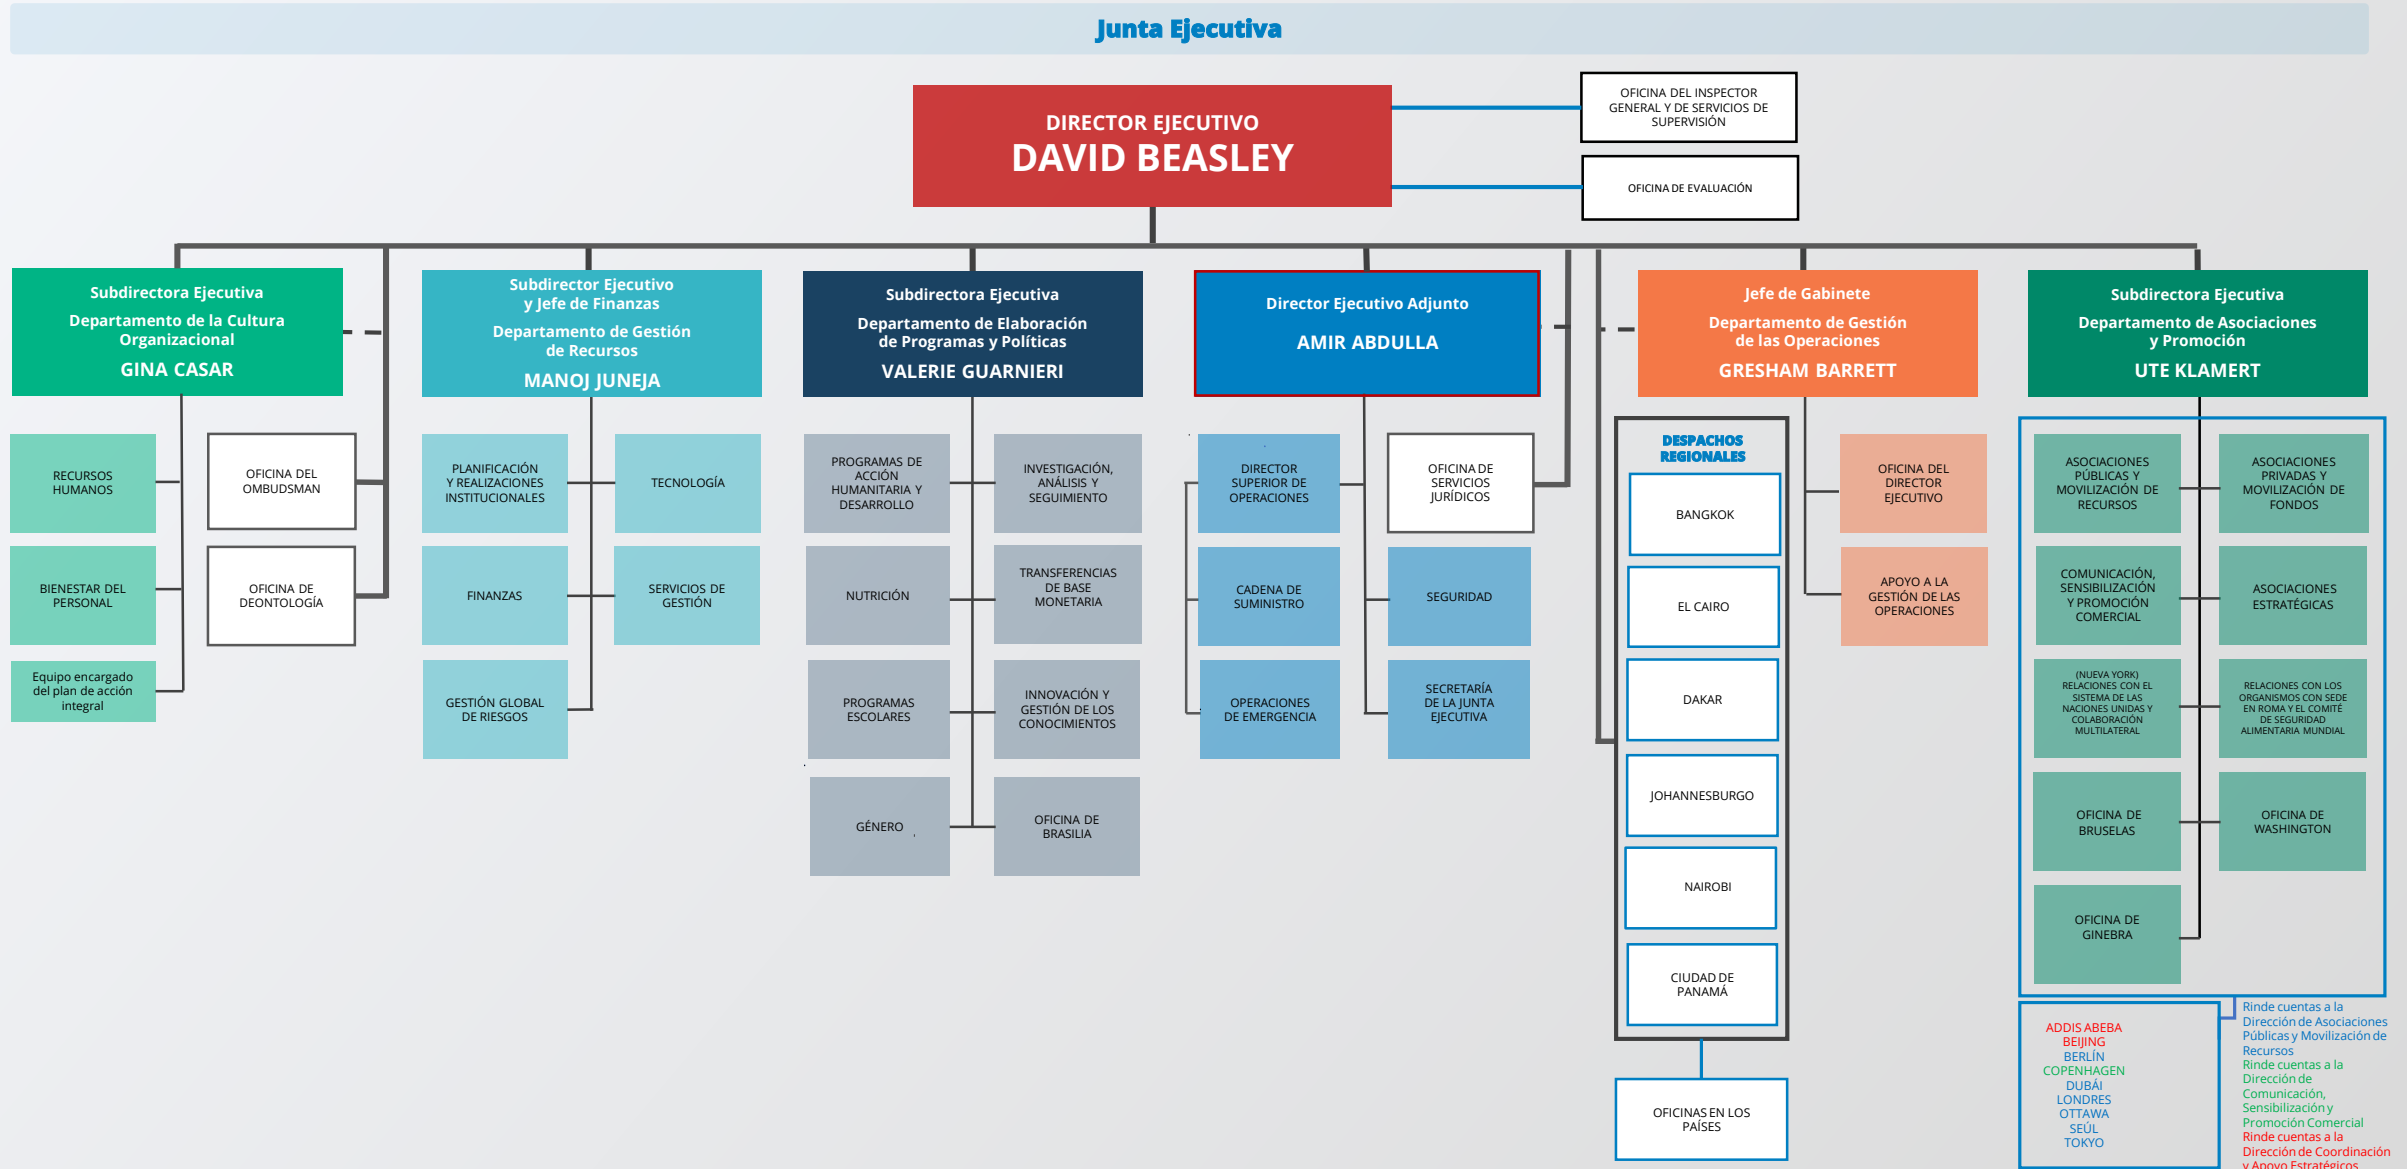 Junta Ejecutiva
DIRECTOR EJECUTIVO
DAVID BEASLEY
OFICINA DEL INSPECTOR
GENERAL Y DE SERVICIOS DE
SUPERVISIÓN
OFICINA DE EVALUACIÓN
Subdirectora Ejecutiva
Departamento de la Cultura
Organizacional
GINA CASAR
Subdirector Ejecutivo
y Jefe de Finanzas
Departamento de Gestión
de Recursos
MANOJ JUNEJA
Subdirectora Ejecutiva
Departamento de Elaboración
de Programas y Políticas
VALERIE GUARNIERI
Director Ejecutivo Adjunto
AMIR ABDULLA
Jefe de Gabinete
Departamento de Gestión
de las Operaciones
GRESHAM BARRETT
Subdirectora Ejecutiva
Departamento de Asociaciones
y Promoción
UTE KLAMERT
RECURSOS
HUMANOS
OFICINA DEL
OMBUDSMAN
BIENESTAR DEL
PERSONAL
OFICINA DE
DEONTOLOGÍA
Equipo encargado
del plan de acción
integral
PLANIFICACIÓN
Y REALIZACIONES
INSTITUCIONALES
TECNOLOGÍA
FINANZAS
SERVICIOS DE
GESTIÓN
GESTIÓN GLOBAL
DE RIESGOS
PROGRAMAS DE
ACCIÓN
HUMANITARIA Y
DESARROLLO
INVESTIGACIÓN,
ANÁLISIS Y
SEGUIMIENTO
NUTRICIÓN
TRANSFERENCIAS
DE BASE
MONETARIA
PROGRAMAS
ESCOLARES
INNOVACIÓN Y
GESTIÓN DE LOS
CONOCIMIENTOS
GÉNERO
OFICINA DE
BRASILIA
DIRECTOR
SUPERIOR DE
OPERACIONES
OFICINA DE
SERVICIOS
JURÍDICOS
CADENA DE
SUMINISTRO
SEGURIDAD
OPERACIONES
DE EMERGENCIA
SECRETARÍA
DE LA JUNTA
EJECUTIVA
DESPACHOS
REGIONALES
BANGKOK
EL CAIRO
DAKAR
JOHANNESBURGO
NAIROBI
CIUDAD DE
PANAMÁ
OFICINAS EN LOS
PAÍSES
OFICINA DEL
DIRECTOR
EJECUTIVO
APOYO A LA
GESTIÓN DE LAS
OPERACIONES
ASOCIACIONES
PÚBLICAS Y
MOVILIZACIÓN DE
RECURSOS
ASOCIACIONES
PRIVADAS Y
MOVILIZACIÓN DE
FONDOS
COMUNICACIÓN,
SENSIBILIZACIÓN
Y PROMOCIÓN
COMERCIAL
ASOCIACIONES
ESTRATÉGICAS
(NUEVA YORK)
RELACIONES CON EL
SISTEMA DE LAS
NACIONES UNIDAS Y
COLABORACIÓN
MULTILATERAL
RELACIONES CON LOS
ORGANISMOS CON SEDE
EN ROMA Y EL COMITÉ
DE SEGURIDAD
ALIMENTARIA MUNDIAL
OFICINA DE
BRUSELAS
OFICINA DE
WASHINGTON
OFICINA DE
GINEBRA
ADDIS ABEBA
BEIJING
BERLÍN
COPENHAGEN
DUBÁI
LONDRES
OTTAWA
SEÚL
TOKYO
Rinde cuentas a la
Dirección de Asociaciones
Públicas y Movilización de
Recursos
Rinde cuentas a la
Dirección de
Comunicación,
Sensibilización y
Promoción Comercial
Rinde cuentas a la
Dirección de Coordinación
y Apoyo Estratégicos